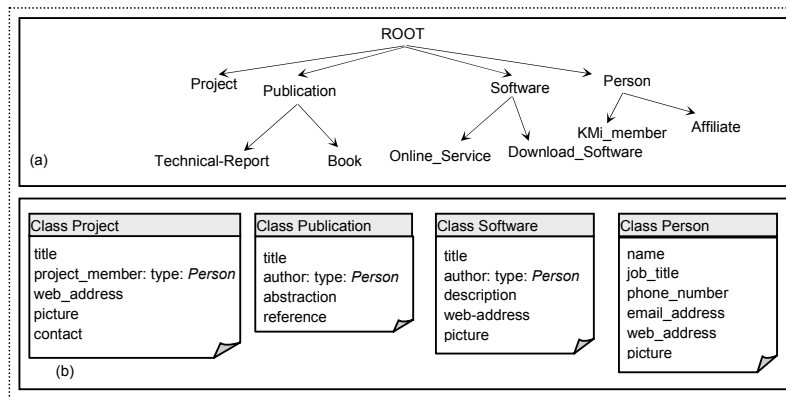 ROOT
Project
Publication
Software
Person
Technical-Report
Book
Online_Service
Download_Software
KMi_member
Affiliate
(a)
Class Project
title
project_member: type: Person
web_address
picture
contact
Class Publication
title
author: type: Person
abstraction
reference
Class Software
title
author: type: Person
description
web-address
picture
Class Person
name
job_title
phone_number
email_address
web_address
picture
(b)